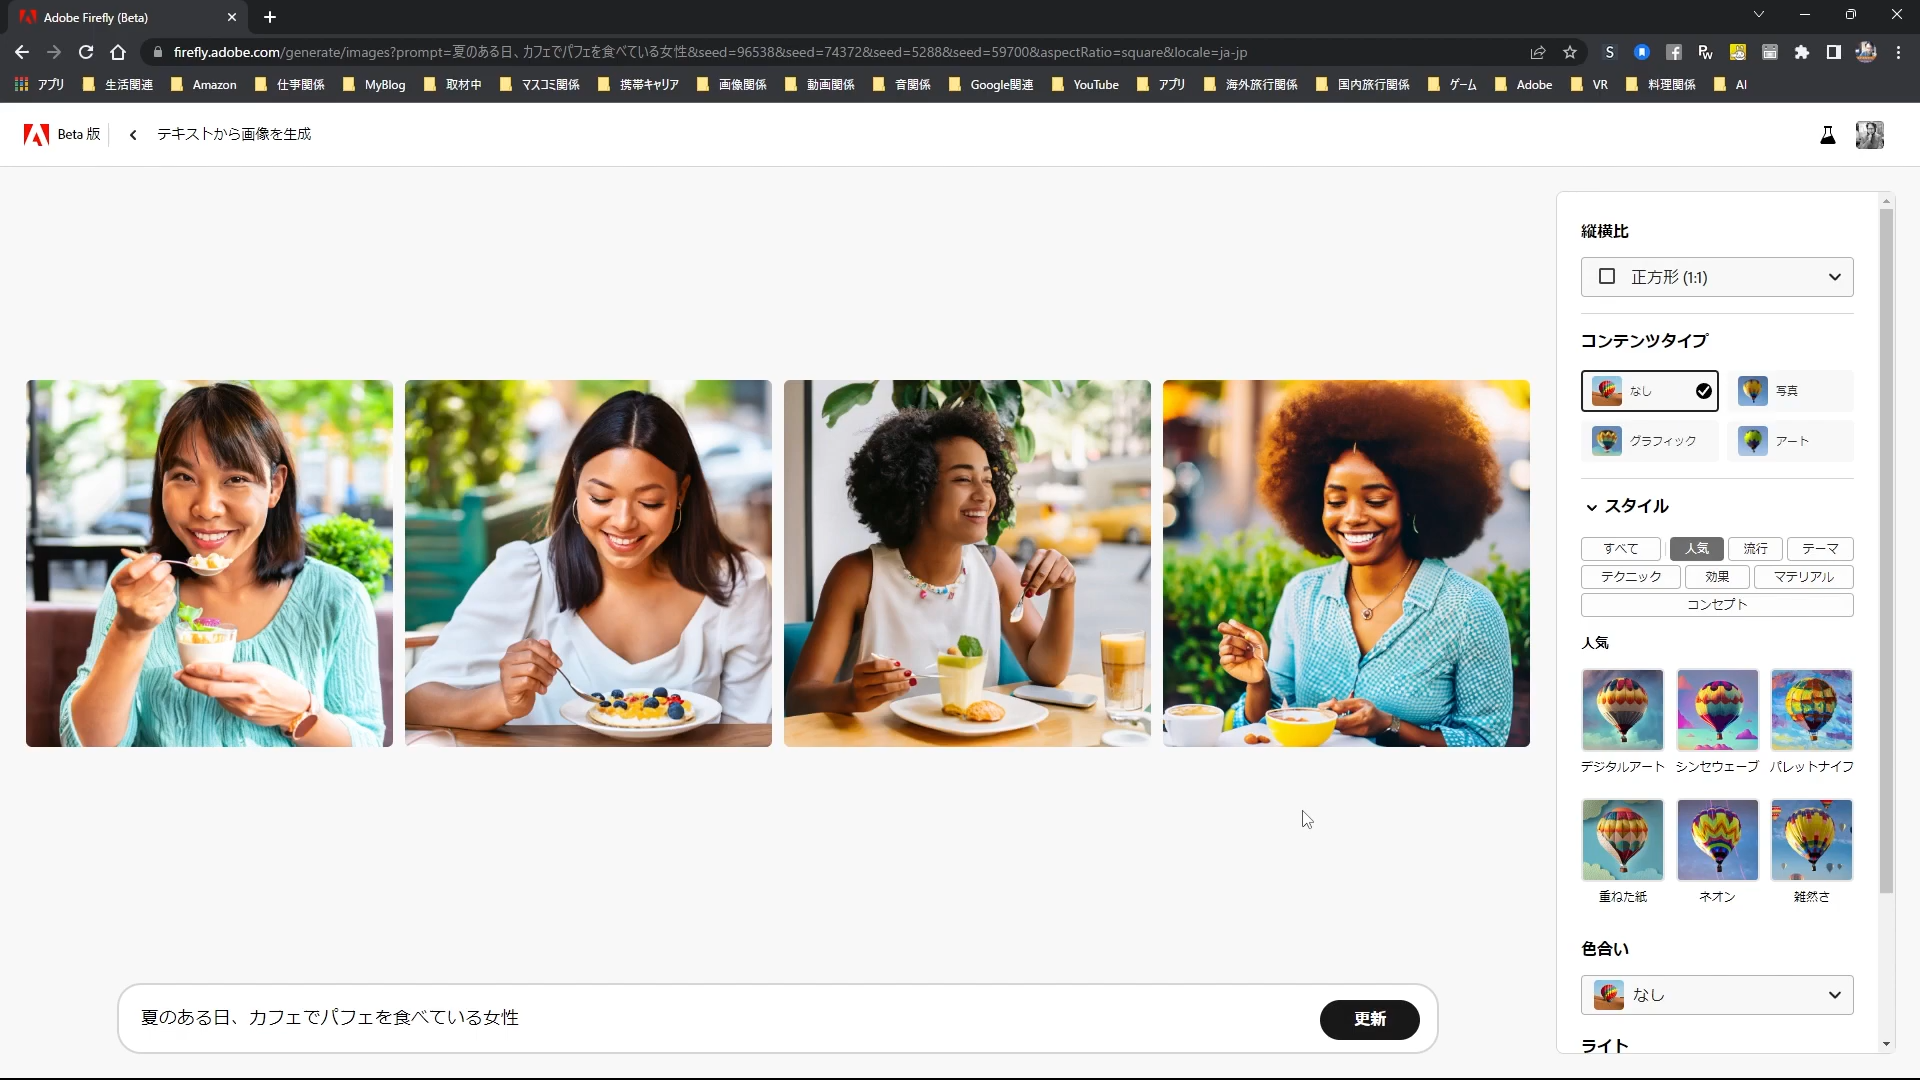 Adobe Firefly (Beta)
firefly.adobe.com/generate/images?prompt=夏のある日、カフェでパフェを食べている女性&seed=96538&seed=74372&seed=5288&seed=59700&aspectRatio=square&locale=ja-jp
アプリ 生活関連 Amazon 仕事関係 MyBlog 取材中 マスコミ関係 携帯キャリア 画像関係 動画関係 音関係 Google関連 YouTube アプリ 海外旅行関係 国内旅行関係 ゲーム Adobe VR 料理関係 AI
Beta 版 テキストから画像を生成
縦横比
正方形 (1:1)
コンテンツタイプ
なし 写真
グラフィック アート
スタイル
すべて 人気 流行 テーマ
テクニック 効果 マテリアル
コンセプト
人気
デジタルアート シンセウェーブ パレットナイフ
重ねた紙 ネオン 雑然さ
色合い
なし
ライト
夏のある日、カフェでパフェを食べている女性
更新